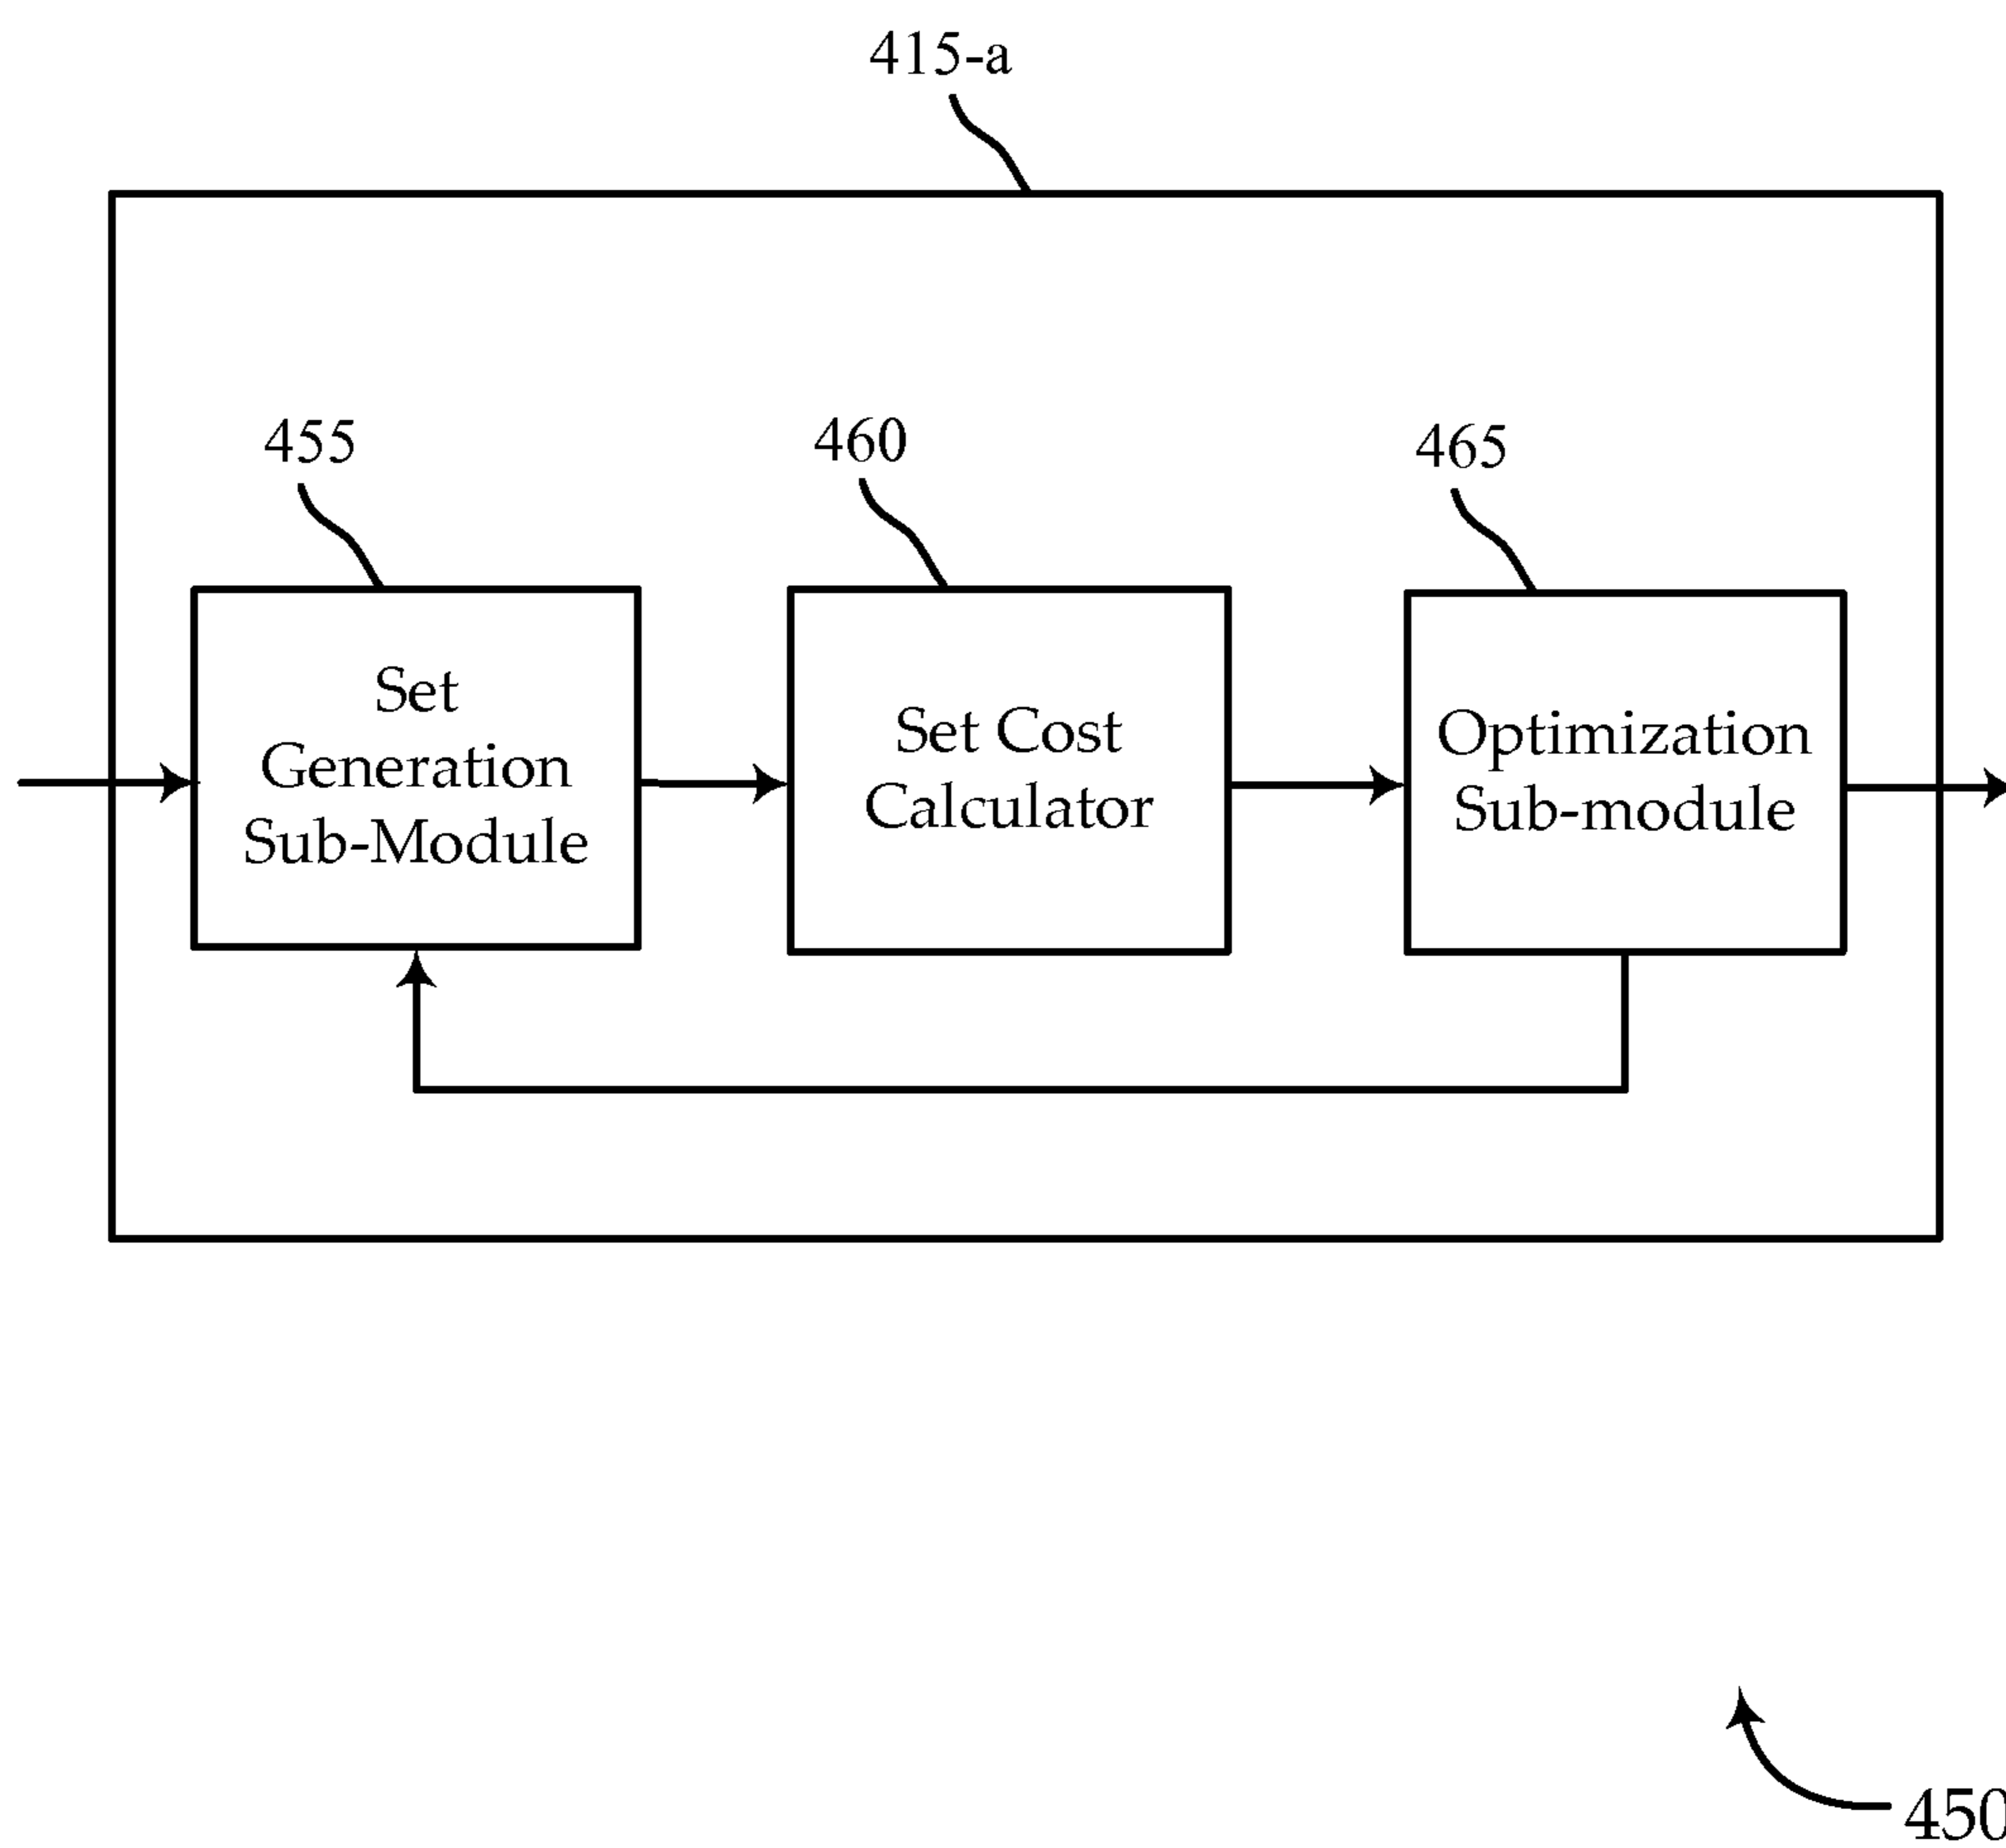 415-a
455
460
465
Set
Generation
Sub-Module
Set Cost
Calculator
Optimization
Sub-module
450